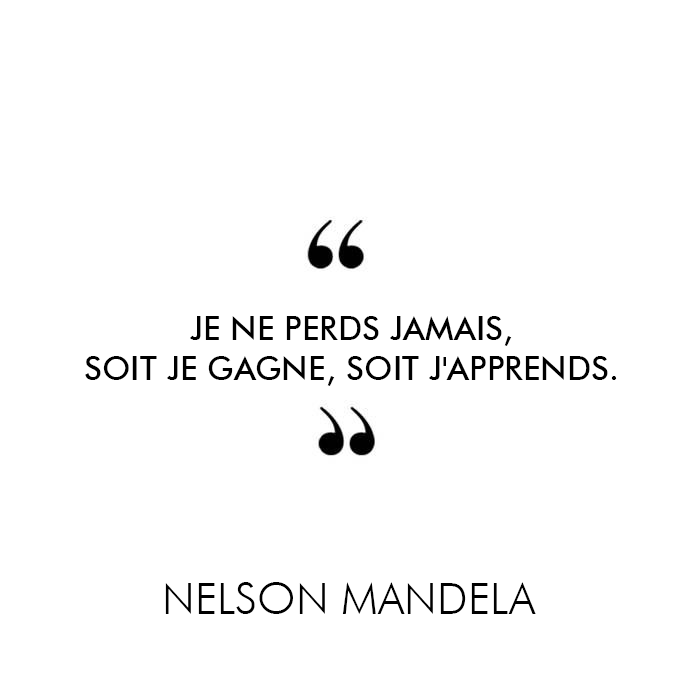 “
JE NE PERDS JAMAIS,
SOIT JE GAGNE, SOIT J'APPRENDS.
”
NELSON MANDELA